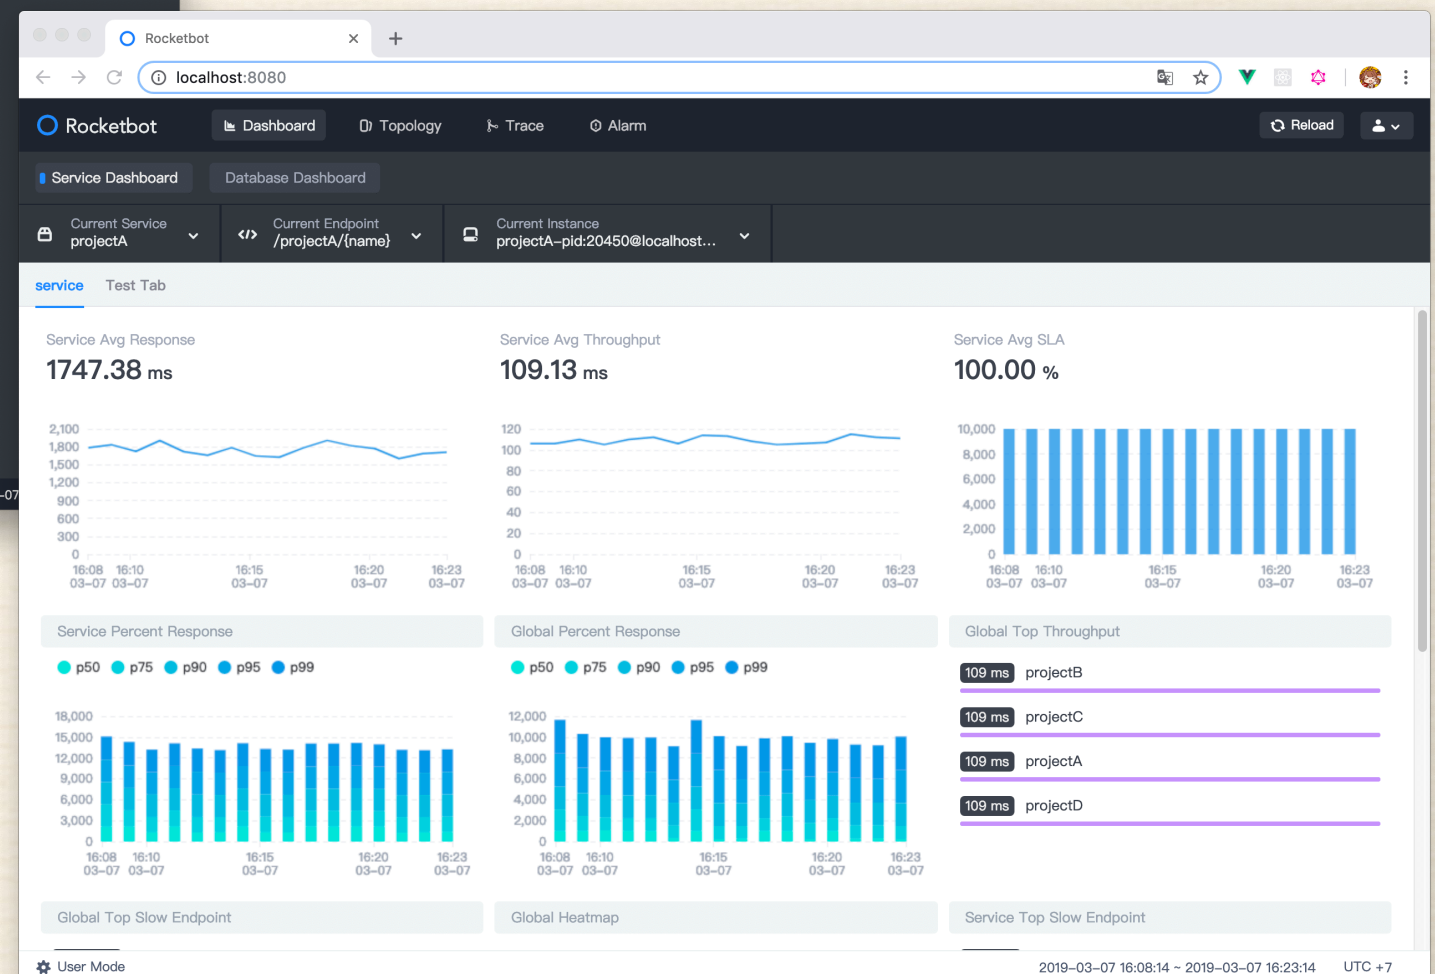 Rocketbot
localhost:8080
Rocketbot
Dashboard
Topology
Trace
Alarm
Reload
Service Dashboard
Database Dashboard
Current Service
projectA
Current Endpoint
/projectA/{name}
Current Instance
projectA-pid:20450@localhost...
service
Test Tab
Service Avg Response
1747.38 ms
2,100
1,800
1,500
1,200
900
600
300
0
16:08 16:10 16:15 16:20 16:23
03-07 03-07 03-07 03-07 03-07
Service Avg Throughput
109.13 ms
120
100
80
60
40
20
0
16:08 16:10 16:15 16:20 16:23
03-07 03-07 03-07 03-07 03-07
Service Avg SLA
100.00 %
10,000
8,000
6,000
4,000
2,000
0
16:08 16:10 16:15 16:20 16:23
03-07 03-07 03-07 03-07 03-07
-07
Service Percent Response
p50 p75 p90 p95 p99
18,000
15,000
12,000
9,000
6,000
3,000
0
16:08 16:10 16:15 16:20 16:23
03-07 03-07 03-07 03-07 03-07
Global Percent Response
p50 p75 p90 p95 p99
12,000
10,000
8,000
6,000
4,000
2,000
0
16:08 16:10 16:15 16:20 16:23
03-07 03-07 03-07 03-07 03-07
Global Top Throughput
109 ms projectB
109 ms projectC
109 ms projectA
109 ms projectD
Global Top Slow Endpoint
Global Heatmap
Service Top Slow Endpoint
User Mode
2019-03-07 16:08:14 ~ 2019-03-07 16:23:14
UTC +7